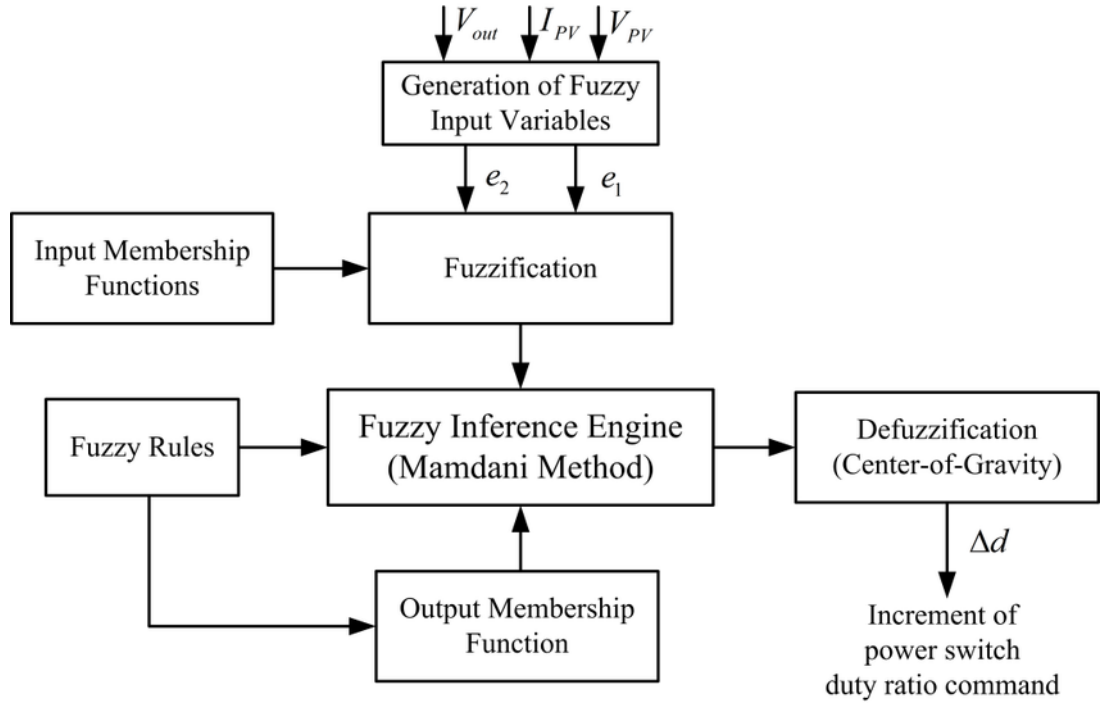 V_out I_PV V_PV
Generation of Fuzzy
Input Variables
e_2 e_1
Input Membership
Functions
Fuzzification
Fuzzy Rules
Fuzzy Inference Engine
(Mamdani Method)
Defuzzification
(Center-of-Gravity)
Δd
Output Membership
Function
Increment of
power switch
duty ratio command